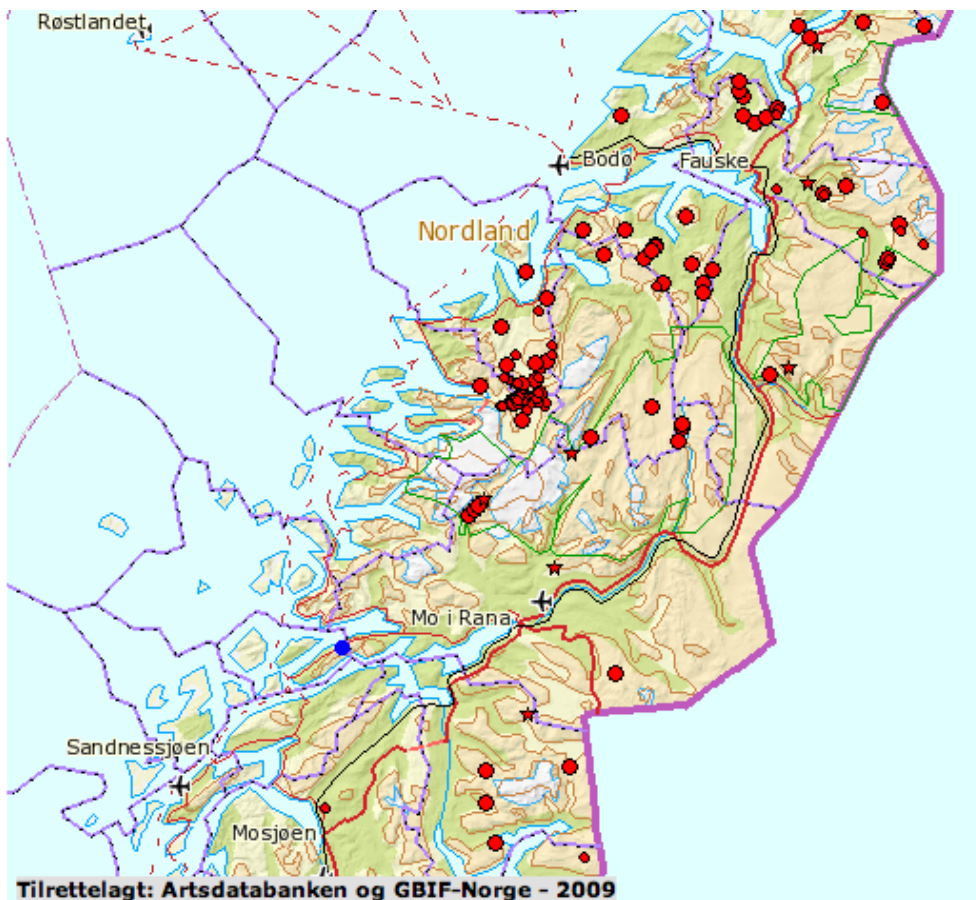 Røstlandet
Bodø
Fauske
Nordland
Mo i Rana
Sandnessjøen
Mosjøen
Tilrettelagt: Artsdatabanken og GBIF-Norge - 2009